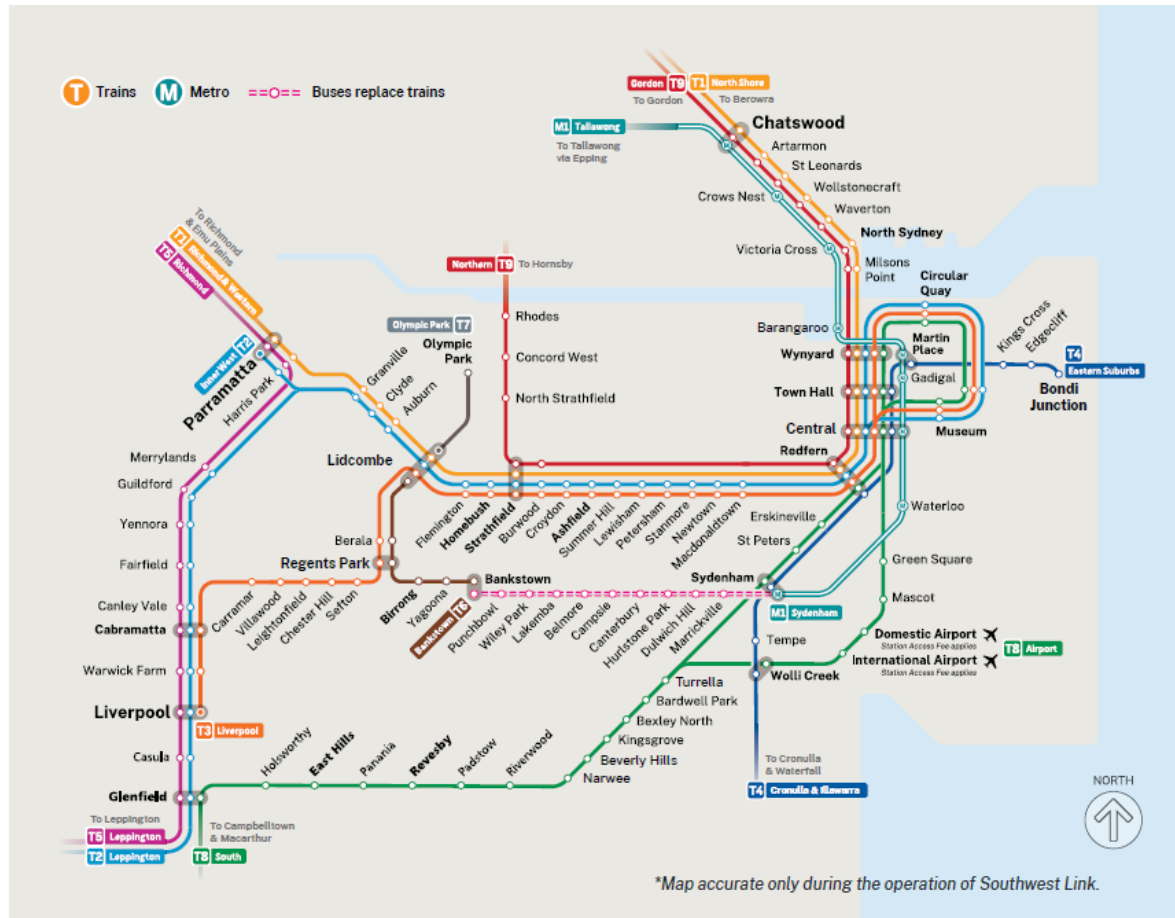 T Trains
M Metro
Buses replace trains
Gordon T9
T1 North Shore
To Gordon
To Berowra
M1 Tallawong
To Tallawong
via Epping
Chatswood
Artarmon
St Leonards
Wollstonecraft
Waverton
North Sydney
Milsons
Point
Crows Nest
Victoria Cross
Barangaroo
To Richmond
& Emu Plains
T1 Richmond & Western
T5 Richmond
Inner West T2
Parramatta
Harris Park
Granville
Clyde
Auburn
Northern T9
To Hornsby
Rhodes
Concord West
North Strathfield
Olympic Park T7
Olympic
Park
Lidcombe
Circular
Quay
Wynyard
Martin
Place
Gadigal
Town Hall
Central
Museum
Redfern
Kings Cross
Edgecliff
T4
Eastern Suburbs
Bondi
Junction
Waterloo
Merrylands
Guildford
Yennora
Fairfield
Canley Vale
Cabramatta
Warwick Farm
Liverpool
T3 Liverpool
Casula
Glenfield
To Leppington
T5 Leppington
T2 Leppington
To Campbelltown
& Macarthur
T8 South
Berala
Regents Park
Carramar
Villawood
Leightonfield
Chester Hill
Sefton
Birrong
Yagoona
Bankstown
Bankstown T6
Flemington
Homebush
Strathfield
Burwood
Croydon
Ashfield
Summer Hill
Lewisham
Petersham
Stanmore
Newtown
Macdonaldtown
Punchbowl
Wiley Park
Lakemba
Belmore
Campsie
Canterbury
Hurlstone Park
Dulwich Hill
Marrickville
Erskineville
St Peters
Sydenham
M
M1 Sydenham
Tempe
Wolli Creek
Green Square
Mascot
Domestic Airport
Station Access Fee applies
International Airport
Station Access Fee applies
T8 Airport
Turrella
Bardwell Park
Bexley North
Kingsgrove
Beverly Hills
Narwee
Riverwood
Padstow
Revesby
Panania
East Hills
Holsworthy
To Cronulla
& Waterfall
T4 Cronulla & Illawarra
NORTH
*Map accurate only during the operation of Southwest Link.